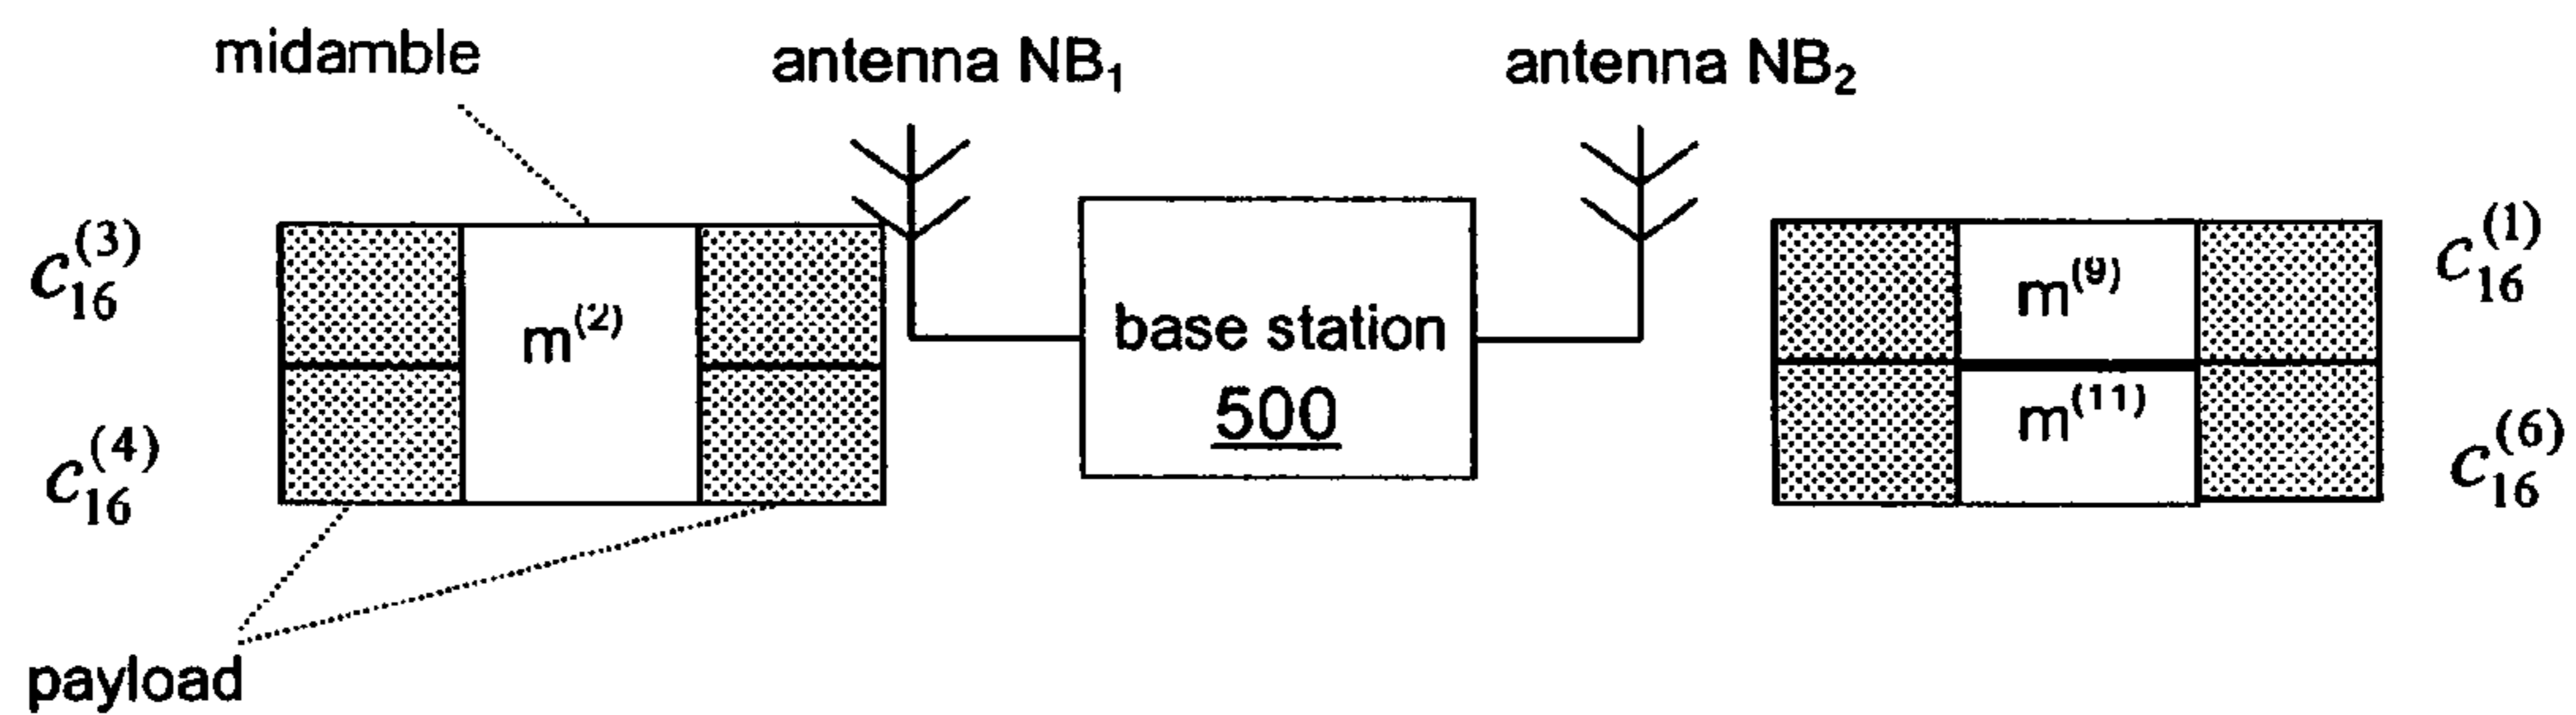 midamble
antenna NB₁
antenna NB₂
c₁₆⁽³⁾
m⁽²⁾
c₁₆⁽⁴⁾
base station
500
m⁽⁹⁾
c₁₆⁽¹⁾
m⁽¹¹⁾
c₁₆⁽⁶⁾
payload